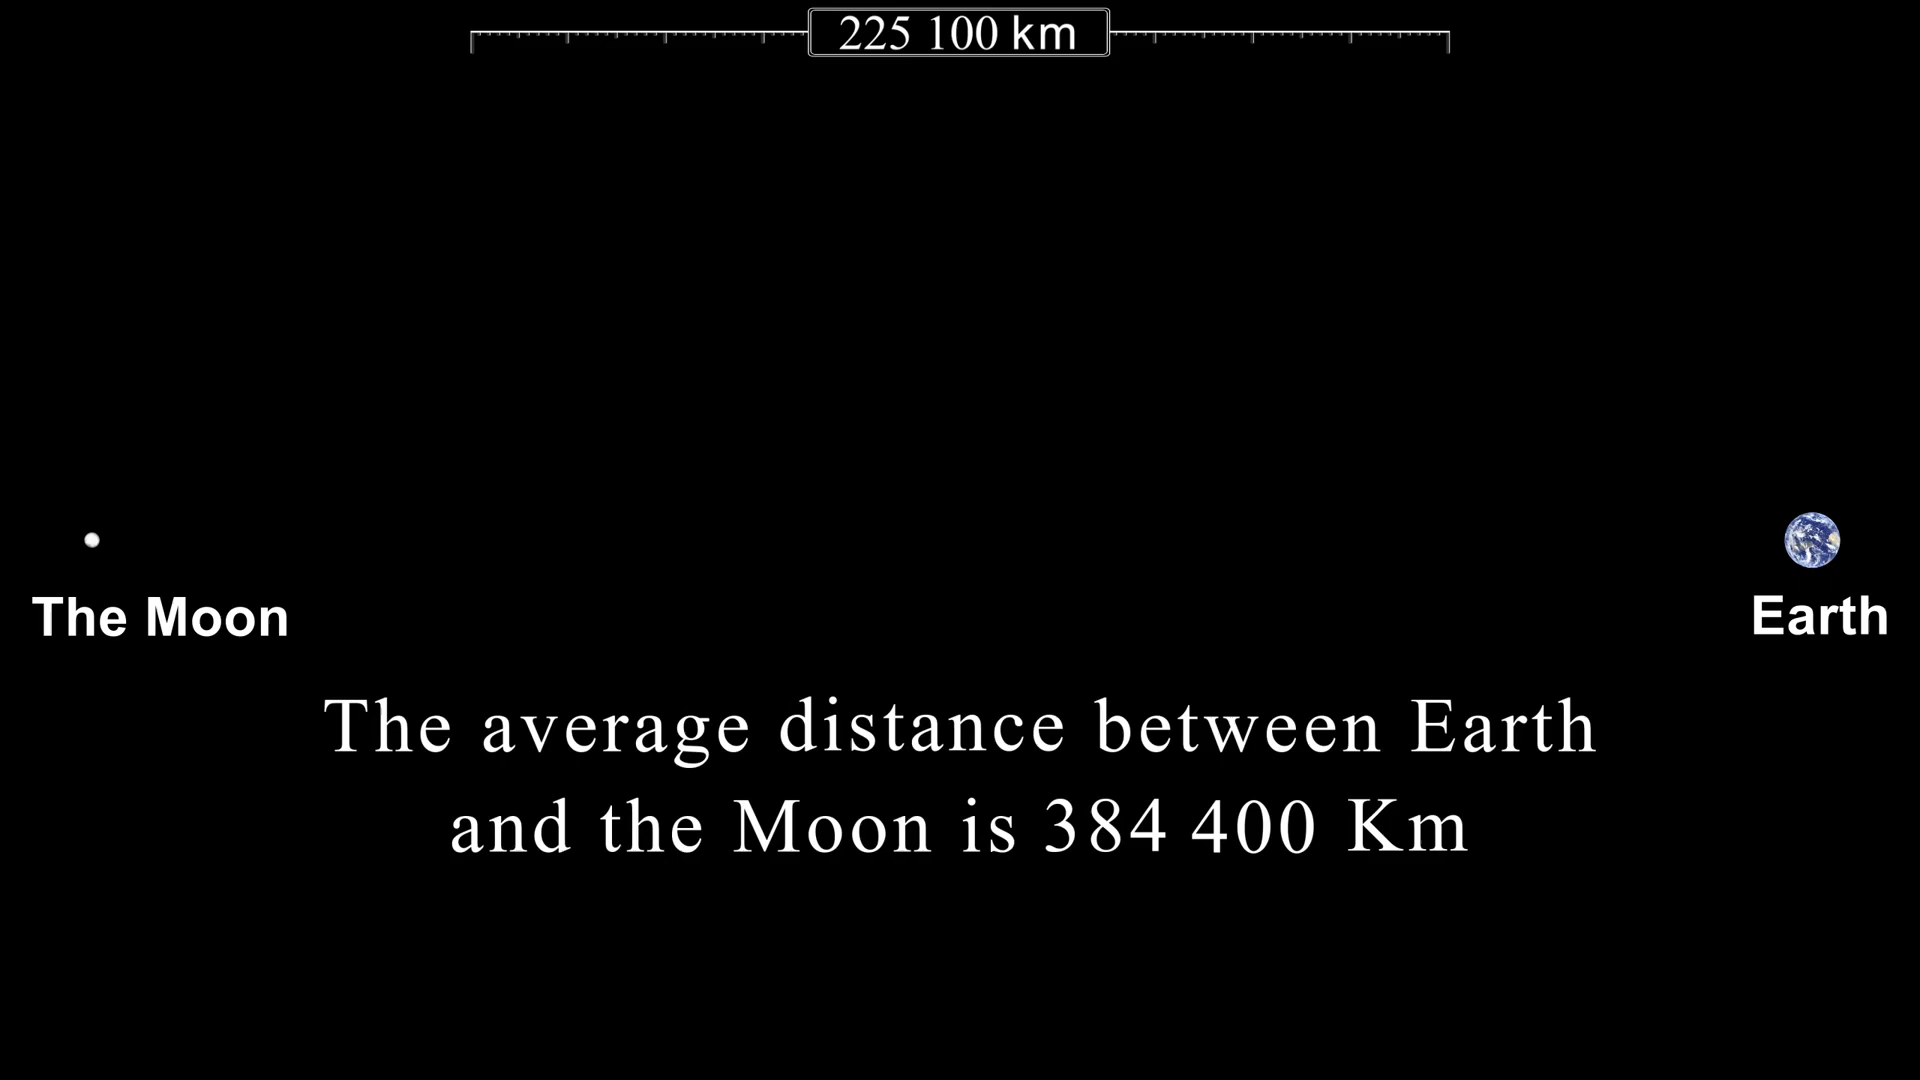 225 100 km
The Moon
Earth
The average distance between Earth
and the Moon is 384 400 Km